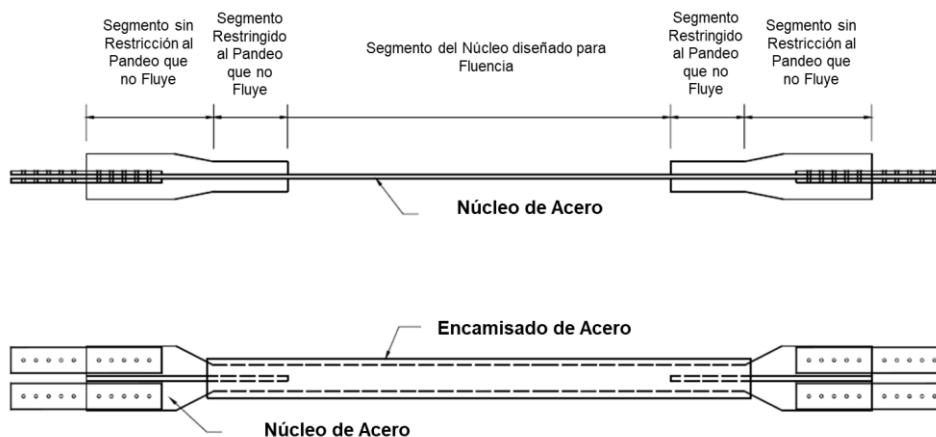 Segmento sin
Restricción al
Pandeo que
no Fluye
Segmento
Restringido
al Pandeo
que no
Fluye
Segmento del Núcleo diseñado para
Fluencia
Segmento
Restringido
al Pandeo
que no
Fluye
Segmento sin
Restricción al
Pandeo que
no Fluye
Núcleo de Acero
Encamisado de Acero
Núcleo de Acero